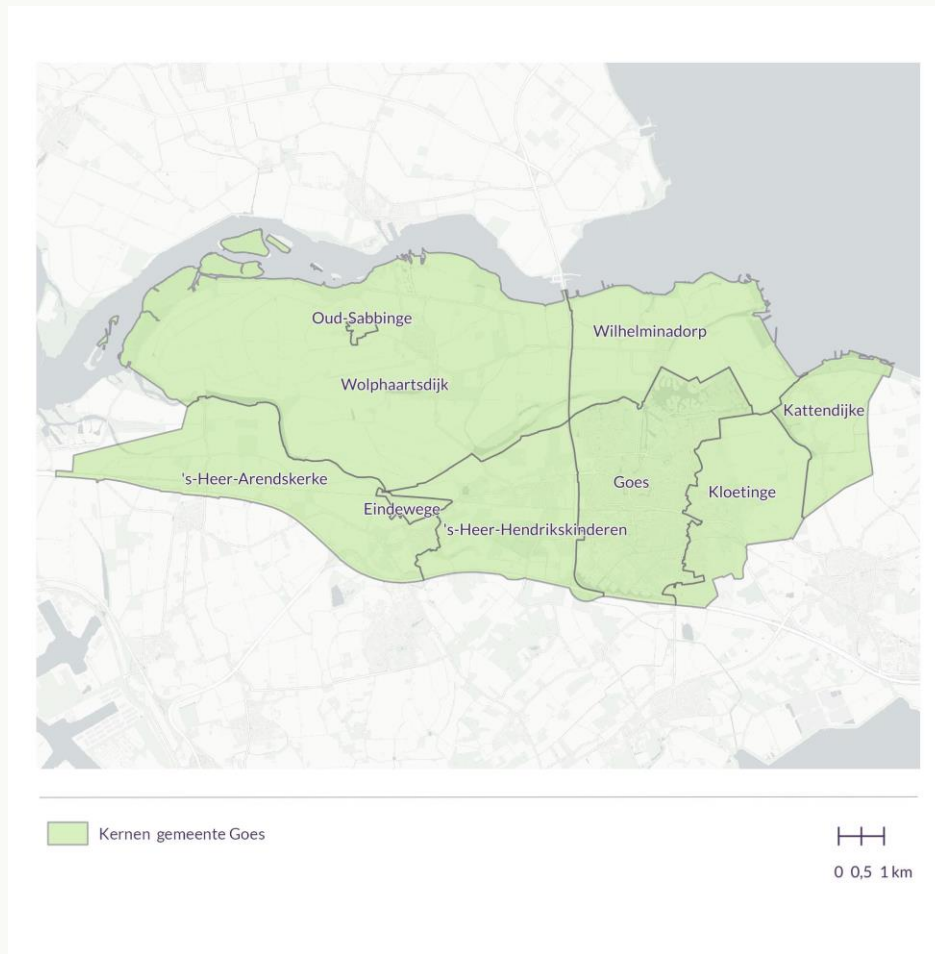 Oud-Sabbinge
Wilhelminadorp
Wolphaartsdijk
Kattendijke
's-Heer-Arendskerke
Goes
Kloetinge
Eindewege
's-Heer-Hendrikskinderen
Kernen gemeente Goes
0 0,5 1 km